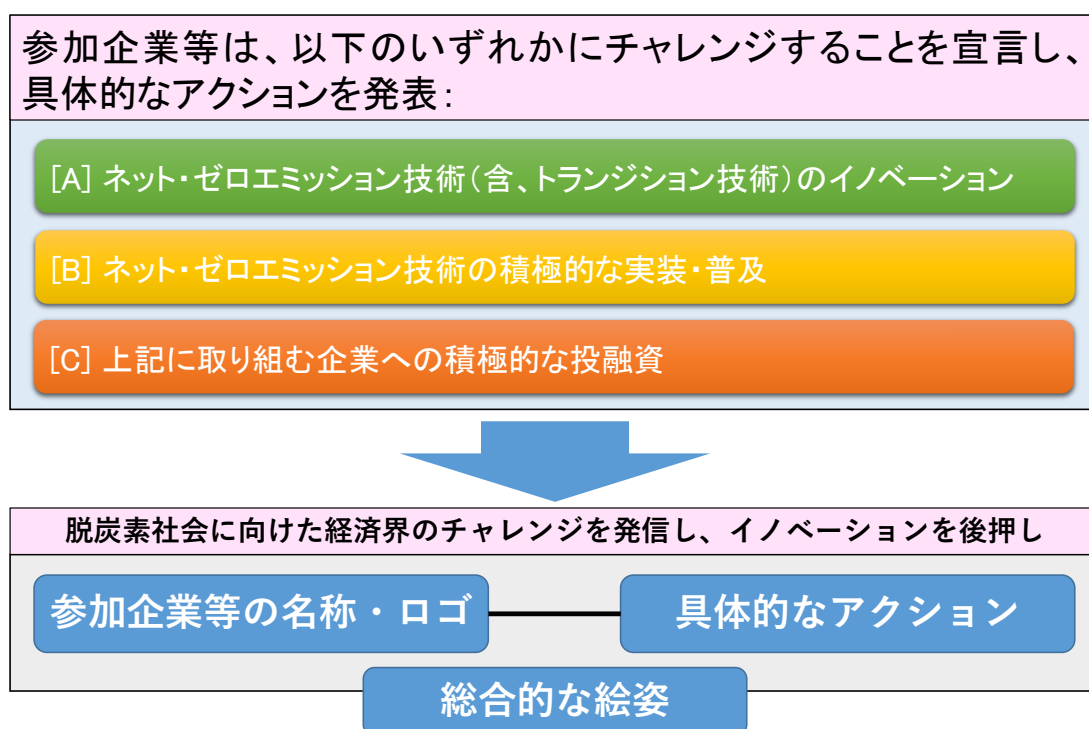 参加企業等は、以下のいずれかにチャレンジすることを宣言し、
具体的なアクションを発表：
[A] ネット・ゼロエミッション技術（含、トランジション技術）のイノベーション
[B] ネット・ゼロエミッション技術の積極的な実装・普及
[C] 上記に取り組む企業への積極的な投融資
脱炭素社会に向けた経済界のチャレンジを発信し、イノベーションを後押し
参加企業等の名称・ロゴ
具体的なアクション
総合的な絵姿